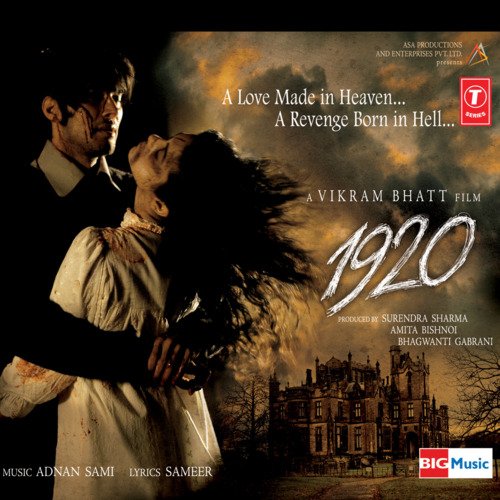 ASA PRODUCTIONS
AND ENTERPRISES PVT. LTD.
presents
A
T
SERIES
A Love Made in Heaven...
A Revenge Born in Hell...
A VIKRAM BHATT FILM
1920
PRODUCED BY SURENDRA SHARMA
AMITA BISHNOI
BHAGWANTI GABRANI
MUSIC ADNAN SAMI LYRICS SAMEER
BIG Music